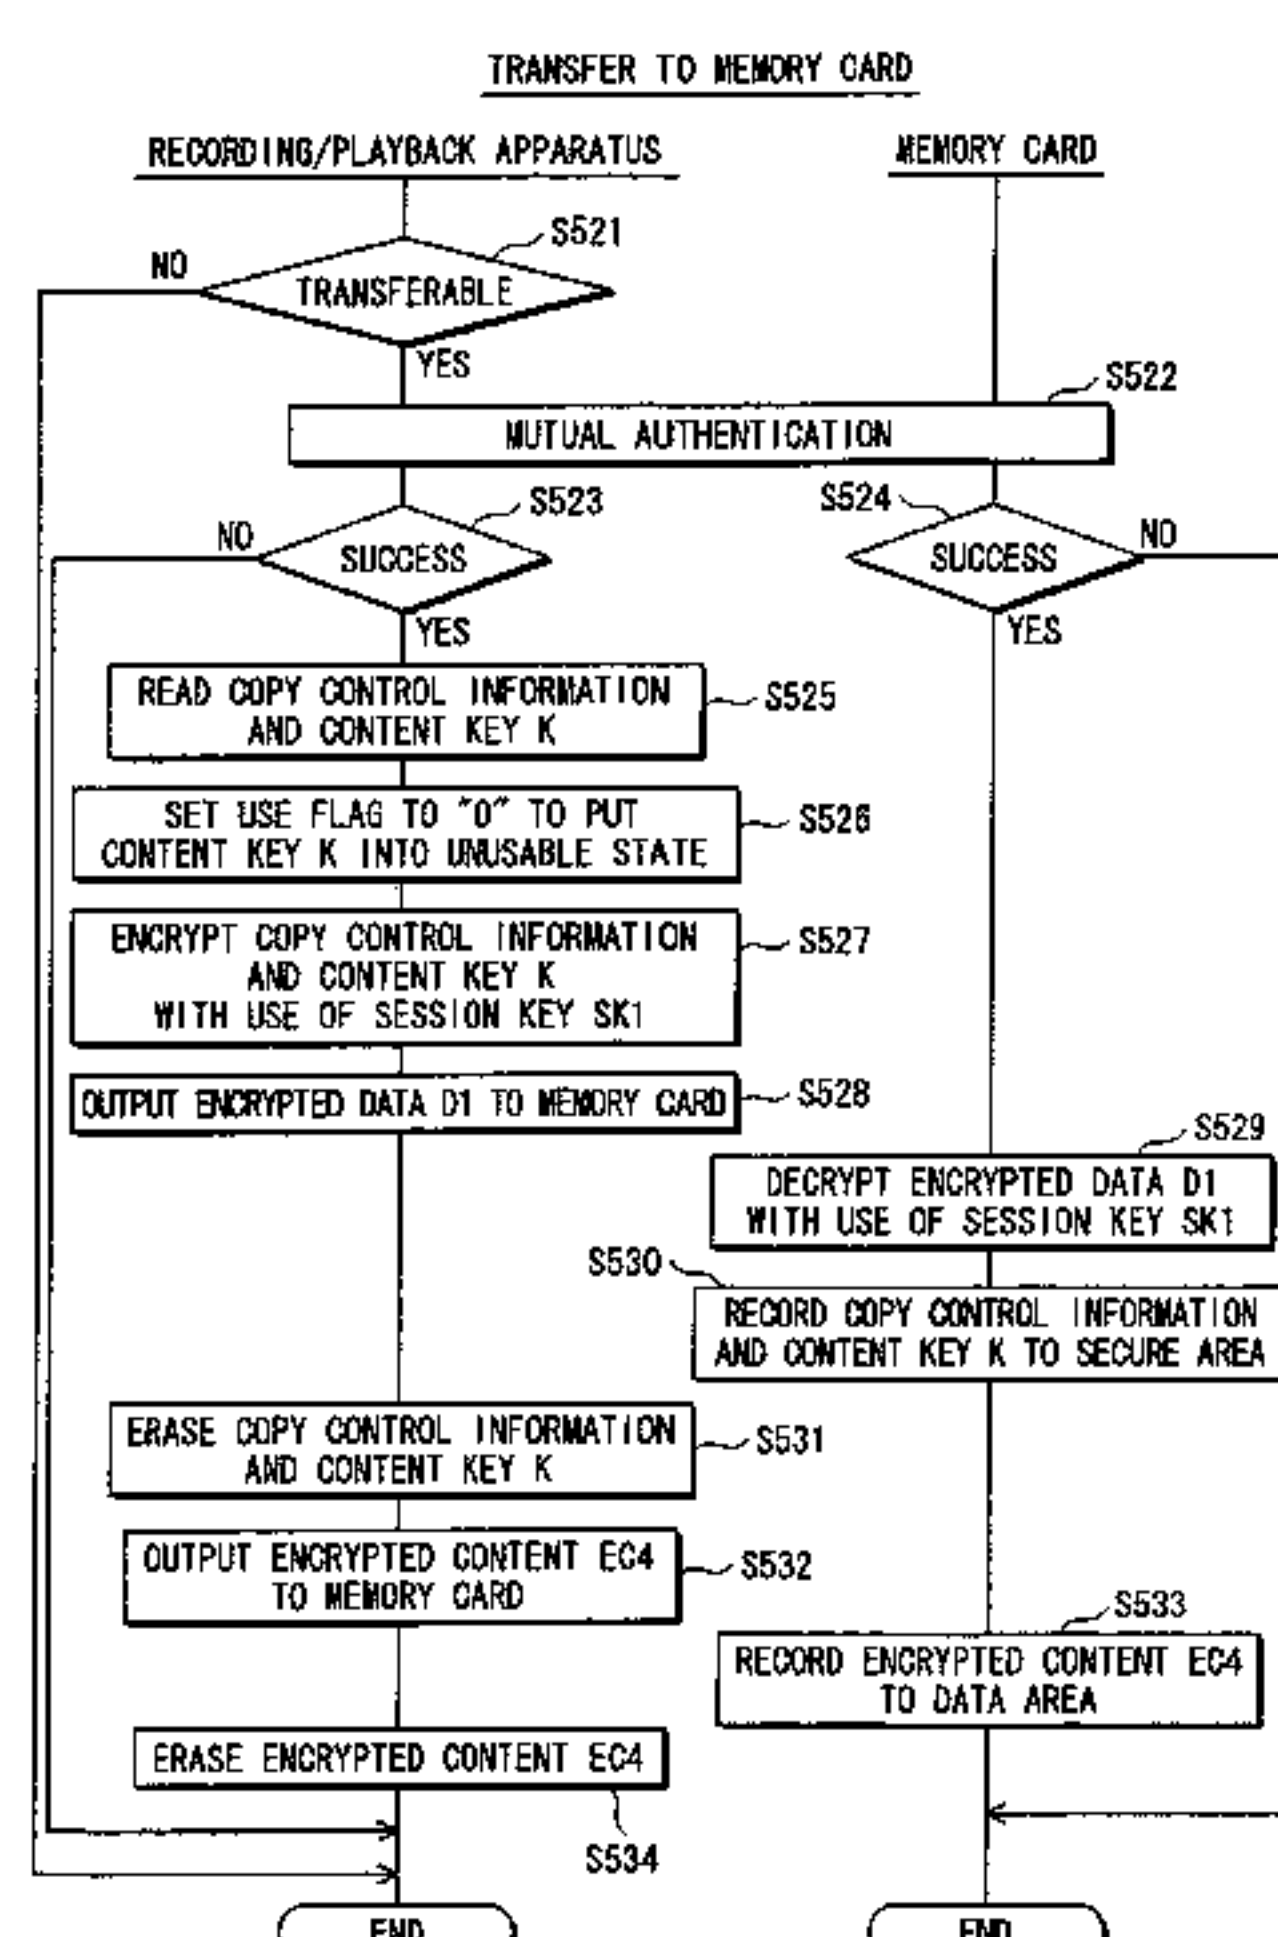 TRANSFER TO MEMORY CARD
RECORDING/PLAYBACK APPARATUS
MEMORY CARD
S521
NO
TRANSFERABLE
YES
S522
MUTUAL AUTHENTICATION
S523
S524
NO
SUCCESS
SUCCESS
NO
YES
YES
READ COPY CONTROL INFORMATION
AND CONTENT KEY K
S525
SET USE FLAG TO "0" TO PUT
CONTENT KEY K INTO UNUSABLE STATE
S526
ENCRYPT COPY CONTROL INFORMATION
AND CONTENT KEY K
WITH USE OF SESSION KEY SK1
S527
OUTPUT ENCRYPTED DATA D1 TO MEMORY CARD
S528
S529
DECRYPT ENCRYPTED DATA D1
WITH USE OF SESSION KEY SK1
S530
RECORD COPY CONTROL INFORMATION
AND CONTENT KEY K TO SECURE AREA
ERASE COPY CONTROL INFORMATION
AND CONTENT KEY K
S531
OUTPUT ENCRYPTED CONTENT EC4
TO MEMORY CARD
S532
S533
RECORD ENCRYPTED CONTENT EC4
TO DATA AREA
ERASE ENCRYPTED CONTENT EC4
S534
END
END